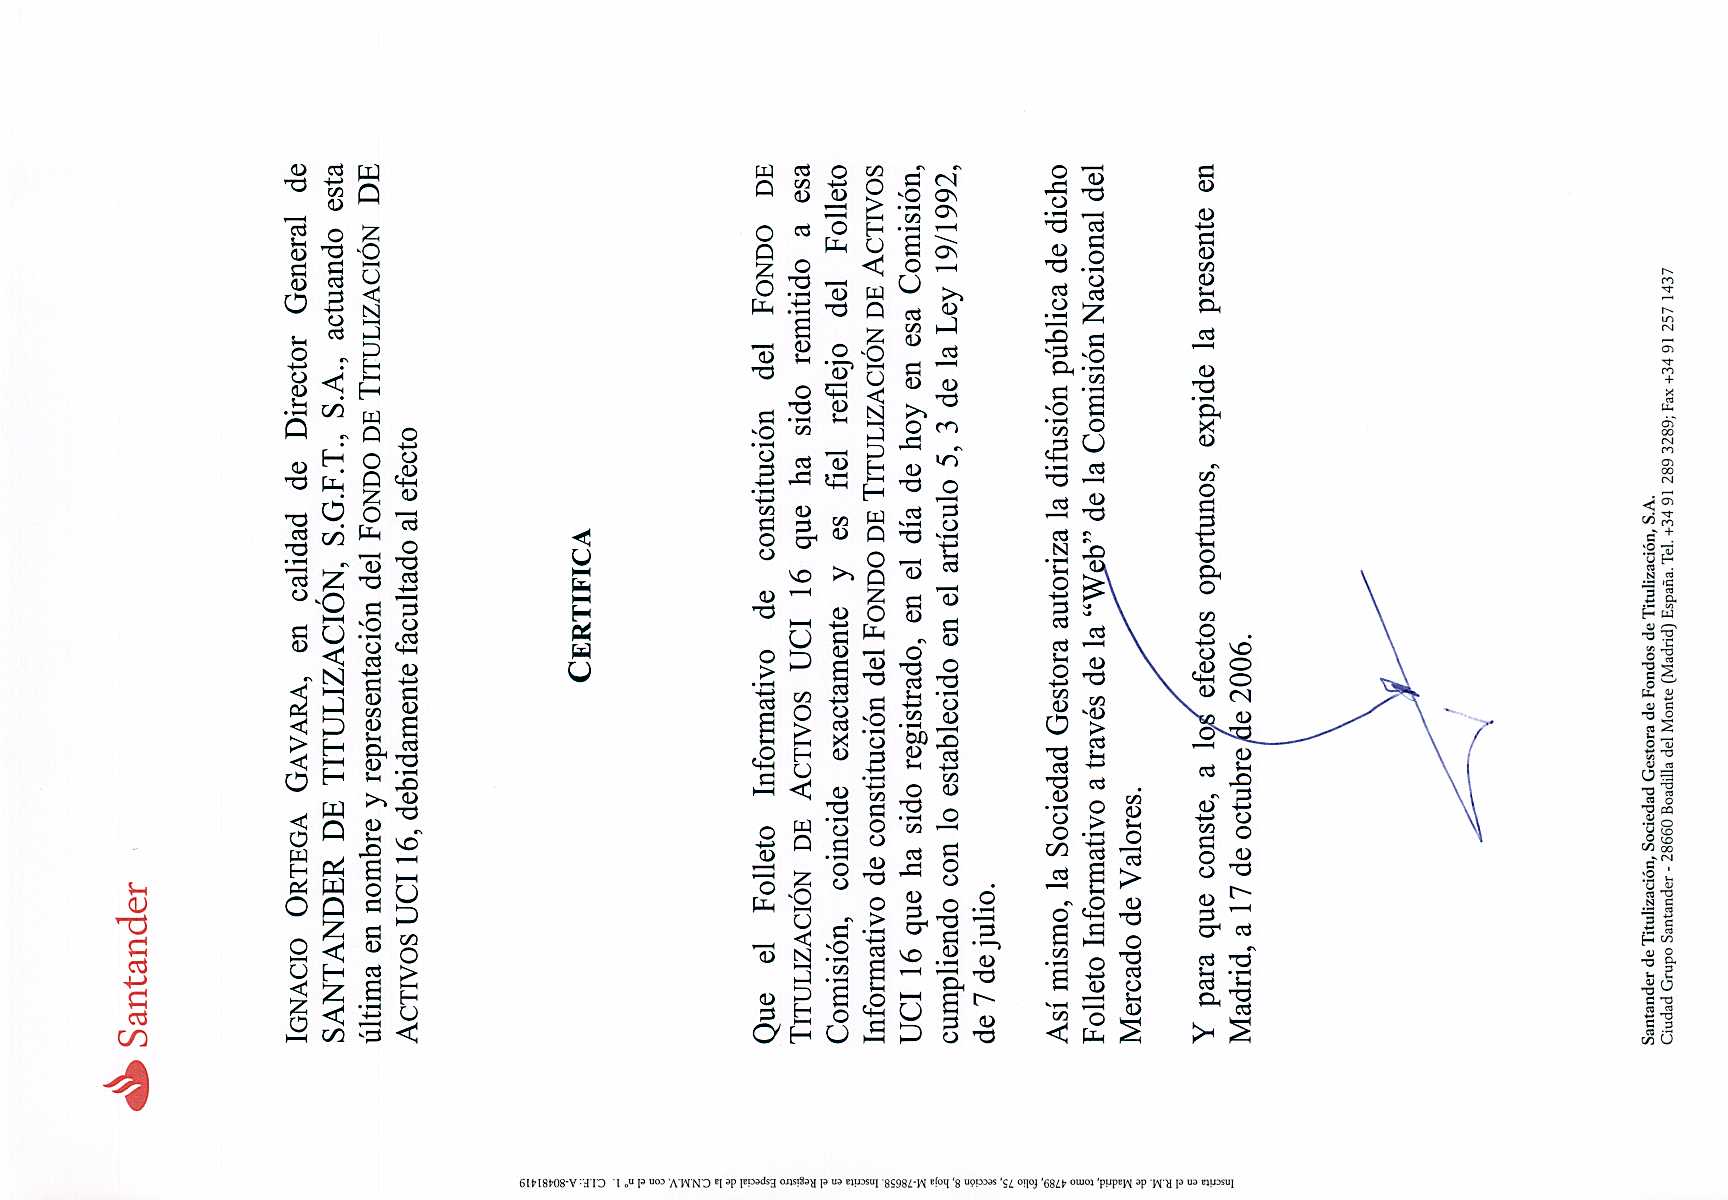 Santander
IGNACIO ORTEGA GAVARA, en calidad de Director General de
SANTANDER DE TITULIZACIÓN, S.G.F.T., S.A., actuando esta
última en nombre y representación del FONDO DE TITULIZACIÓN DE
ACTIVOS UCI 16, debidamente facultado al efecto
CERTIFICA
Que el Folleto Informativo de constitución del FONDO DE
TITULIZACIÓN DE ACTIVOS UCI 16 que ha sido remitido a esa
Comisión, coincide exactamente y es fiel reflejo del Folleto
Informativo de constitución del FONDO DE TITULIZACIÓN DE ACTIVOS
UCI 16 que ha sido registrado, en el día de hoy en esa Comisión,
cumpliendo con lo establecido en el artículo 5, 3 de la Ley 19/1992,
de 7 de julio.
Así mismo, la Sociedad Gestora autoriza la difusión pública de dicho
Folleto Informativo a través de la “Web” de la Comisión Nacional del
Mercado de Valores.
Y para que conste, a los efectos oportunos, expide la presente en
Madrid, a 17 de octubre de 2006.
Santander de Titulización, Sociedad Gestora de Fondos de Titulización, S.A.
Ciudad Grupo Santander - 28660 Boadilla del Monte (Madrid) España. Tel. +34 91 289 3289; Fax +34 91 257 1437
Inscrita en el R.M. de Madrid, tomo 4789, folio 75, sección 8, hoja M-78658. Inscrita en el Registro Especial de la C.N.M.V. con el nº 1. C.I.F.: A-80481419